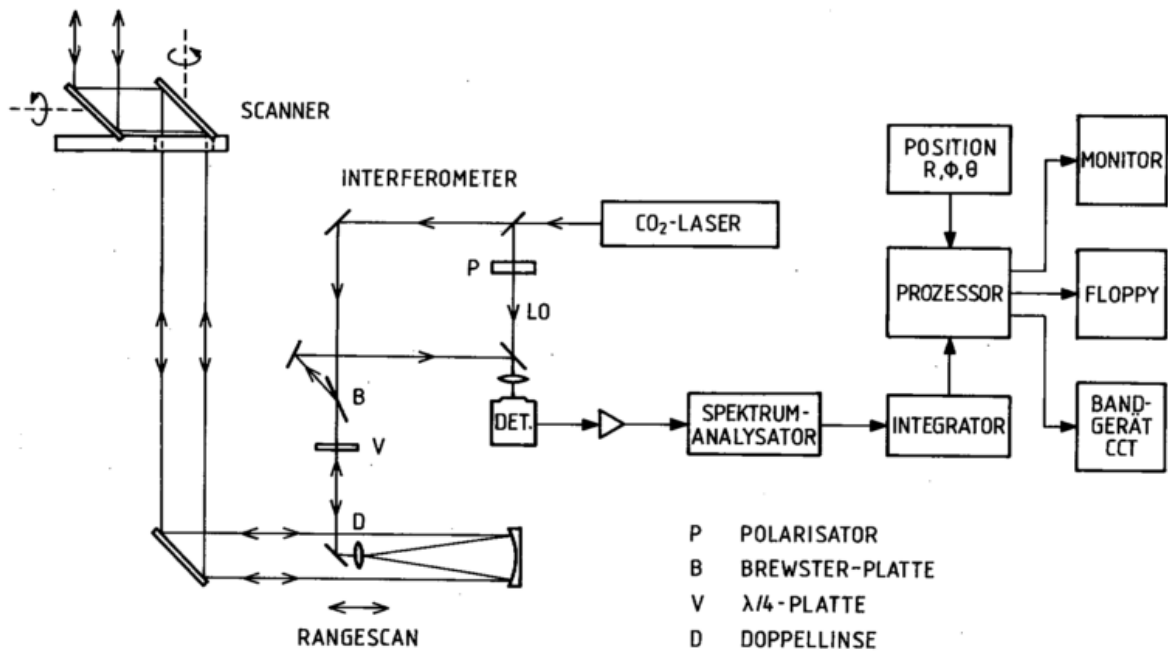 SCANNER
INTERFEROMETER
CO₂-LASER
P
LO
B
V
DET.
D
RANGESCAN
SPEKTRUM-
ANALYSATOR
INTEGRATOR
POSITION
R,Φ,θ
PROZESSOR
MONITOR
FLOPPY
BAND-
GERÄT
CCT
P POLARISATOR
B BREWSTER-PLATTE
V λ/4-PLATTE
D DOPPELLINSE